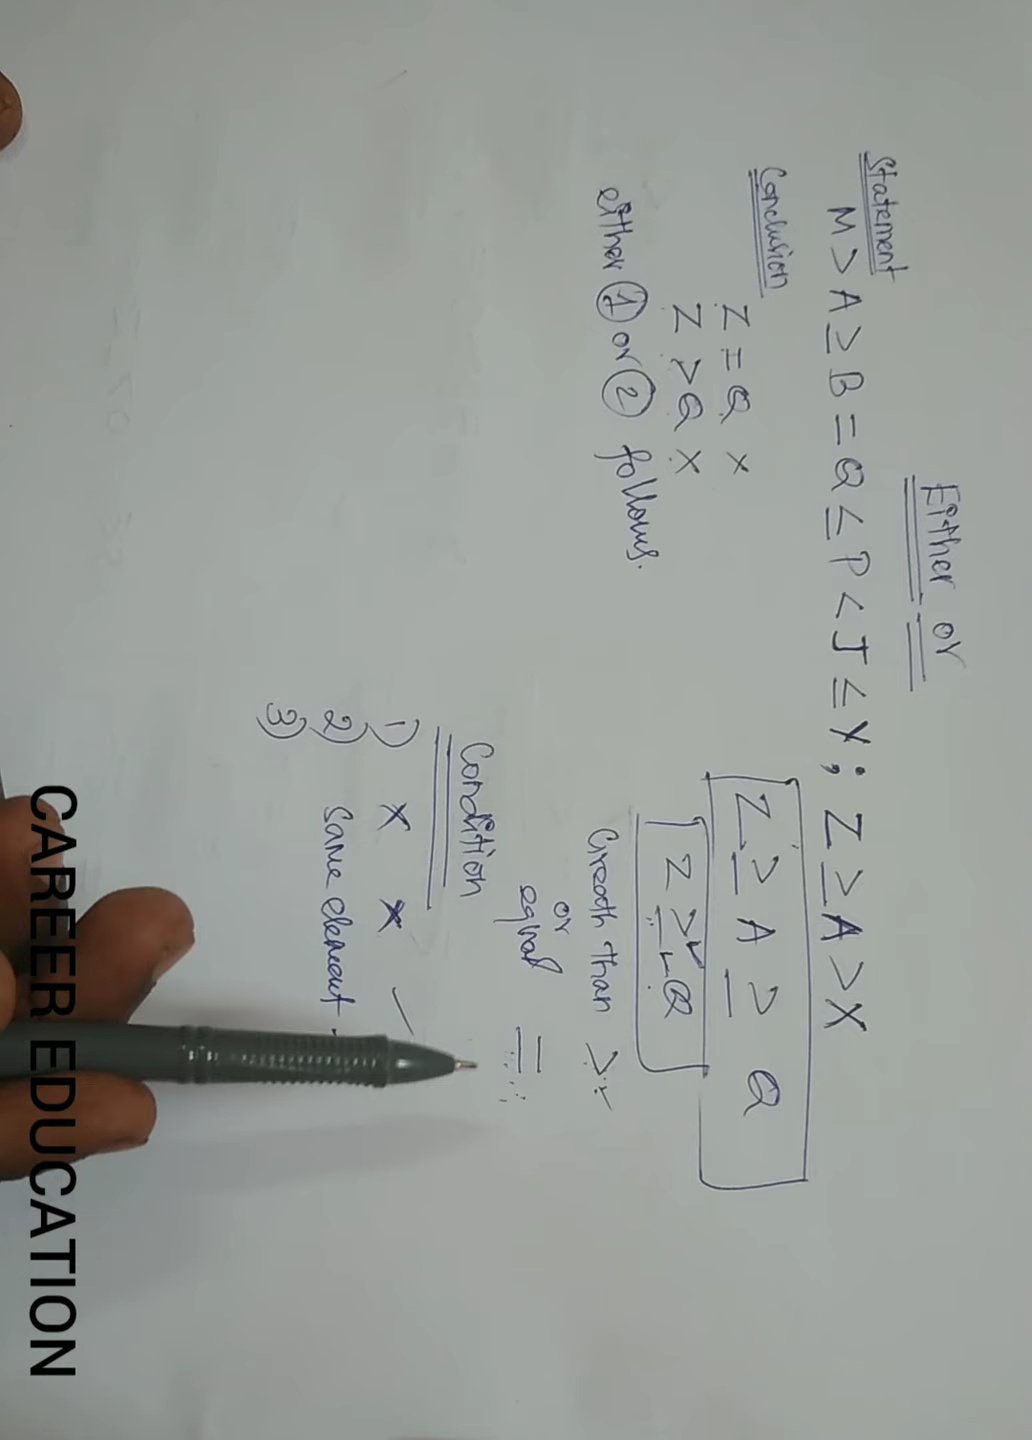 Either or
Statement
M > A ≥ B = Q ≤ P < J ≤ Y ; Z ≥ A > X
Conclusion
Z = Q ×
Z > Q ×
either ① or ② follows.
Z ≥ A ≥ Q
Z ≥ Q
Greath than >
or
equal =
Condition
1) × × ✓
2) Same element
3)
CAREER EDUCATION